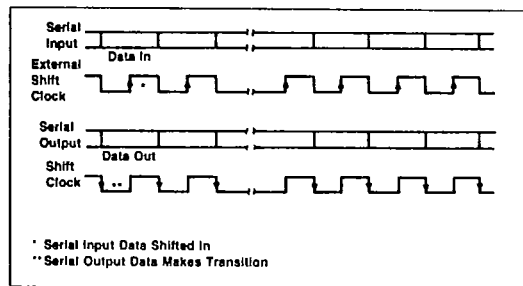 Serial
Input
Data In
External
Shift
Clock
*
Serial
Output
Data Out
Shift
Clock
**
* Serial Input Data Shifted In
** Serial Output Data Makes Transition